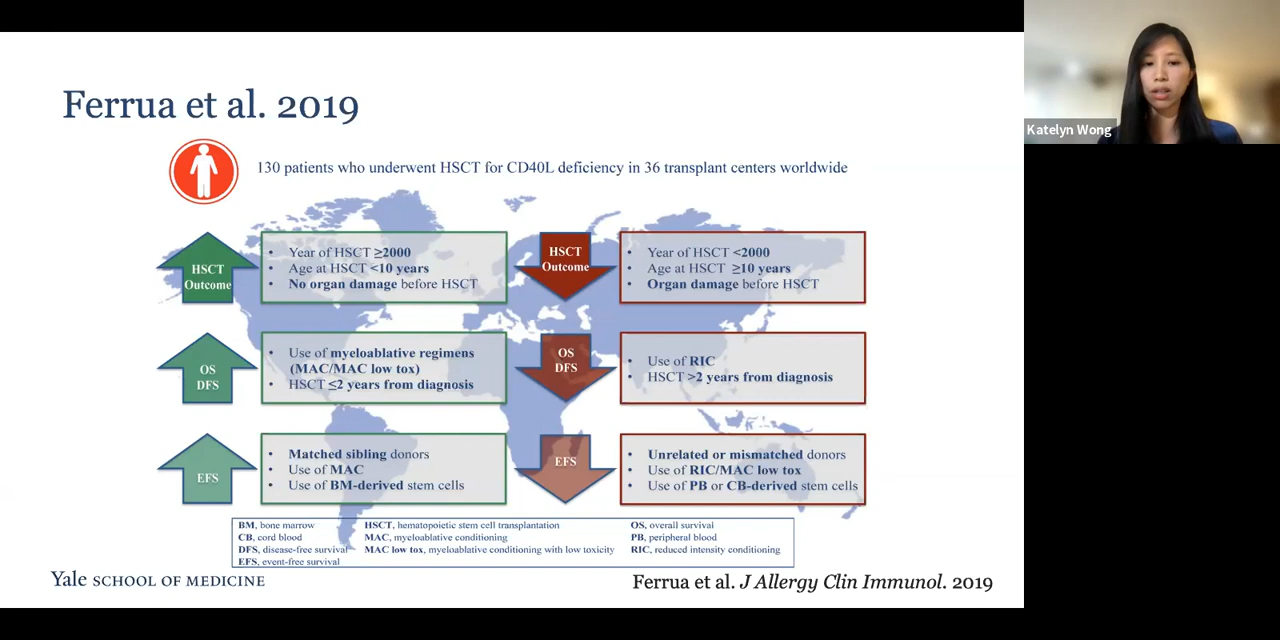 Ferrua et al. 2019
130 patients who underwent HSCT for CD40L deficiency in 36 transplant centers worldwide
HSCT
Outcome
• Year of HSCT ≥2000
• Age at HSCT <10 years
• No organ damage before HSCT
HSCT
Outcome
• Year of HSCT <2000
• Age at HSCT ≥10 years
• Organ damage before HSCT
OS
DFS
• Use of myeloablative regimens
(MAC/MAC low tox)
• HSCT ≤2 years from diagnosis
OS
DFS
• Use of RIC
• HSCT >2 years from diagnosis
EFS
• Matched sibling donors
• Use of MAC
• Use of BM-derived stem cells
EFS
• Unrelated or mismatched donors
• Use of RIC/MAC low tox
• Use of PB or CB-derived stem cells
BM, bone marrow
CB, cord blood
DFS, disease-free survival
EFS, event-free survival
HSCT, hematopoietic stem cell transplantation
MAC, myeloablative conditioning
MAC low tox, myeloablative conditioning with low toxicity
OS, overall survival
PB, peripheral blood
RIC, reduced intensity conditioning
Yale SCHOOL OF MEDICINE
Ferrua et al. J Allergy Clin Immunol. 2019
Katelyn Wong